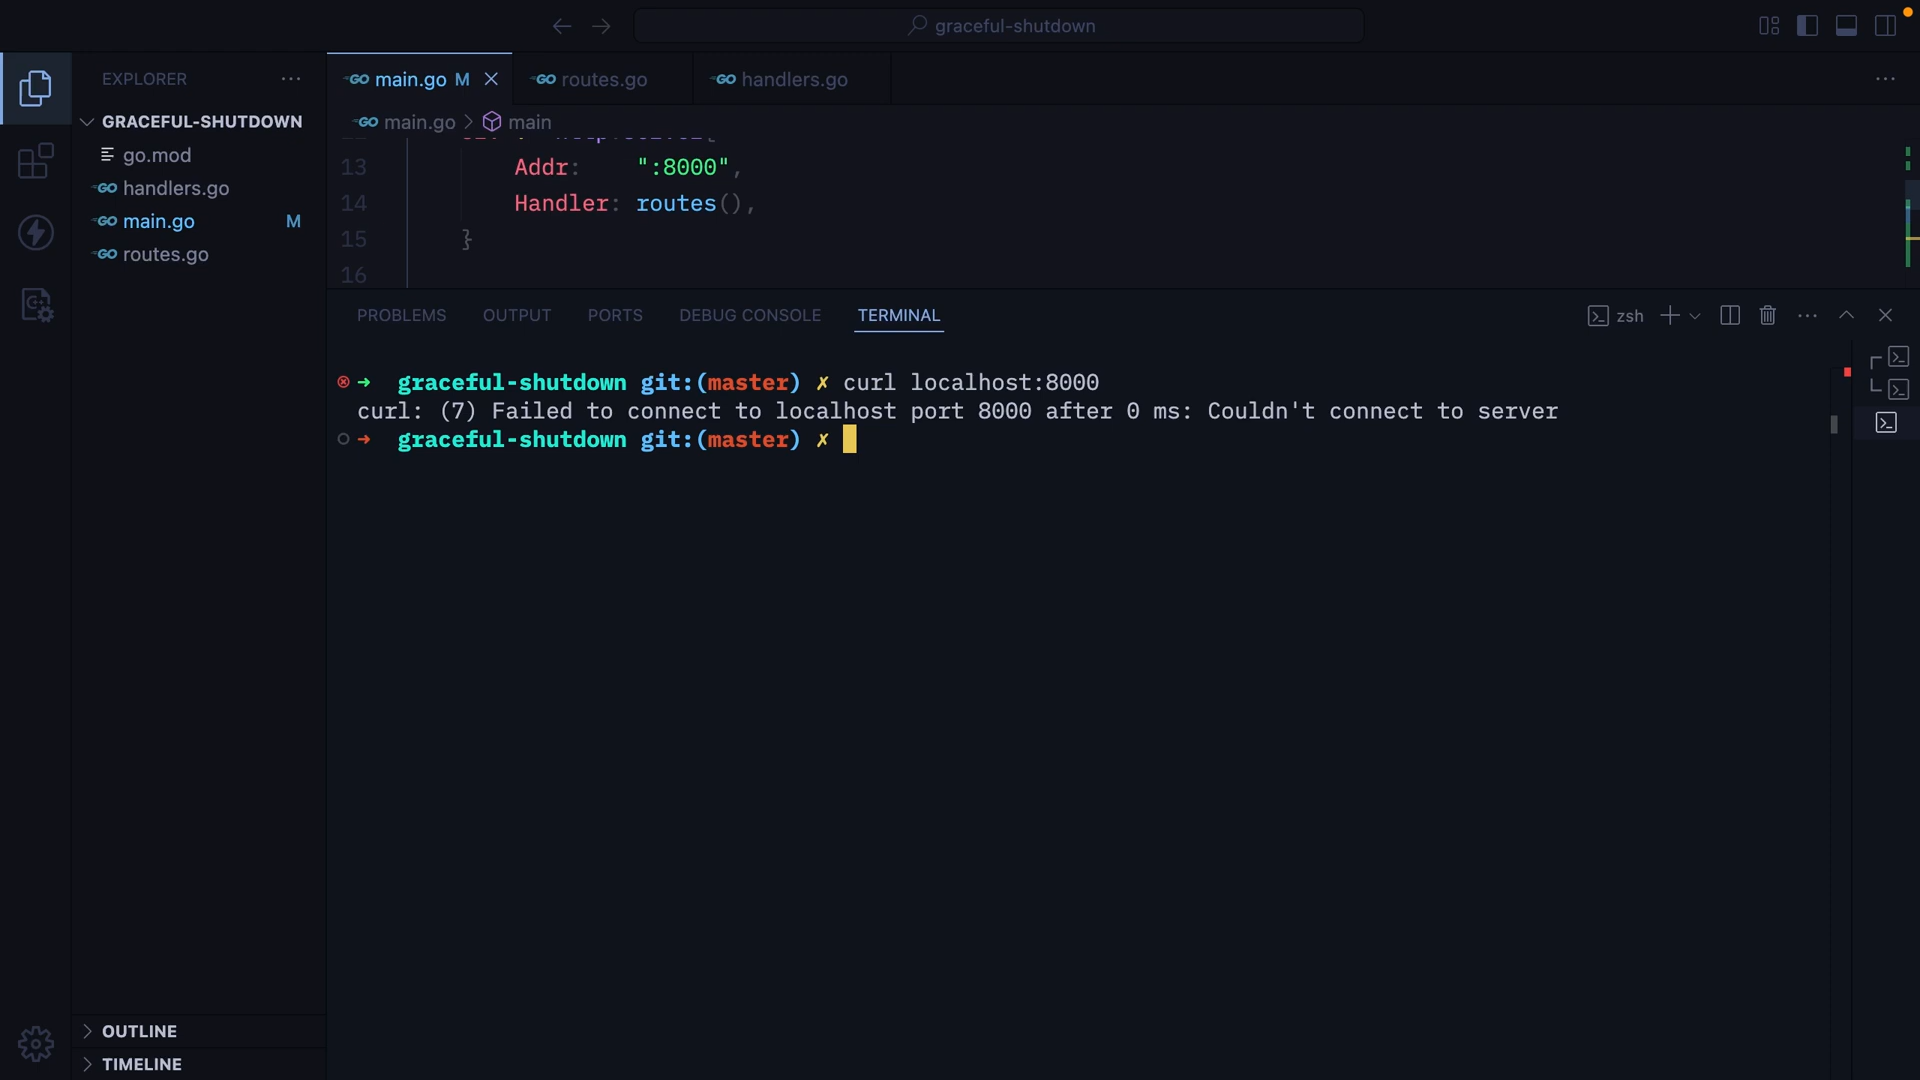 graceful-shutdown
EXPLORER
GRACEFUL-SHUTDOWN
go.mod
handlers.go
main.go M
routes.go
OUTLINE
TIMELINE
main.go M
routes.go
handlers.go
main.go > main
13 Addr: ":8000",
14 Handler: routes(),
15 }
16
PROBLEMS OUTPUT PORTS DEBUG CONSOLE TERMINAL
zsh
➜ graceful-shutdown git:(master) ✗ curl localhost:8000
curl: (7) Failed to connect to localhost port 8000 after 0 ms: Couldn't connect to server
➜ graceful-shutdown git:(master) ✗